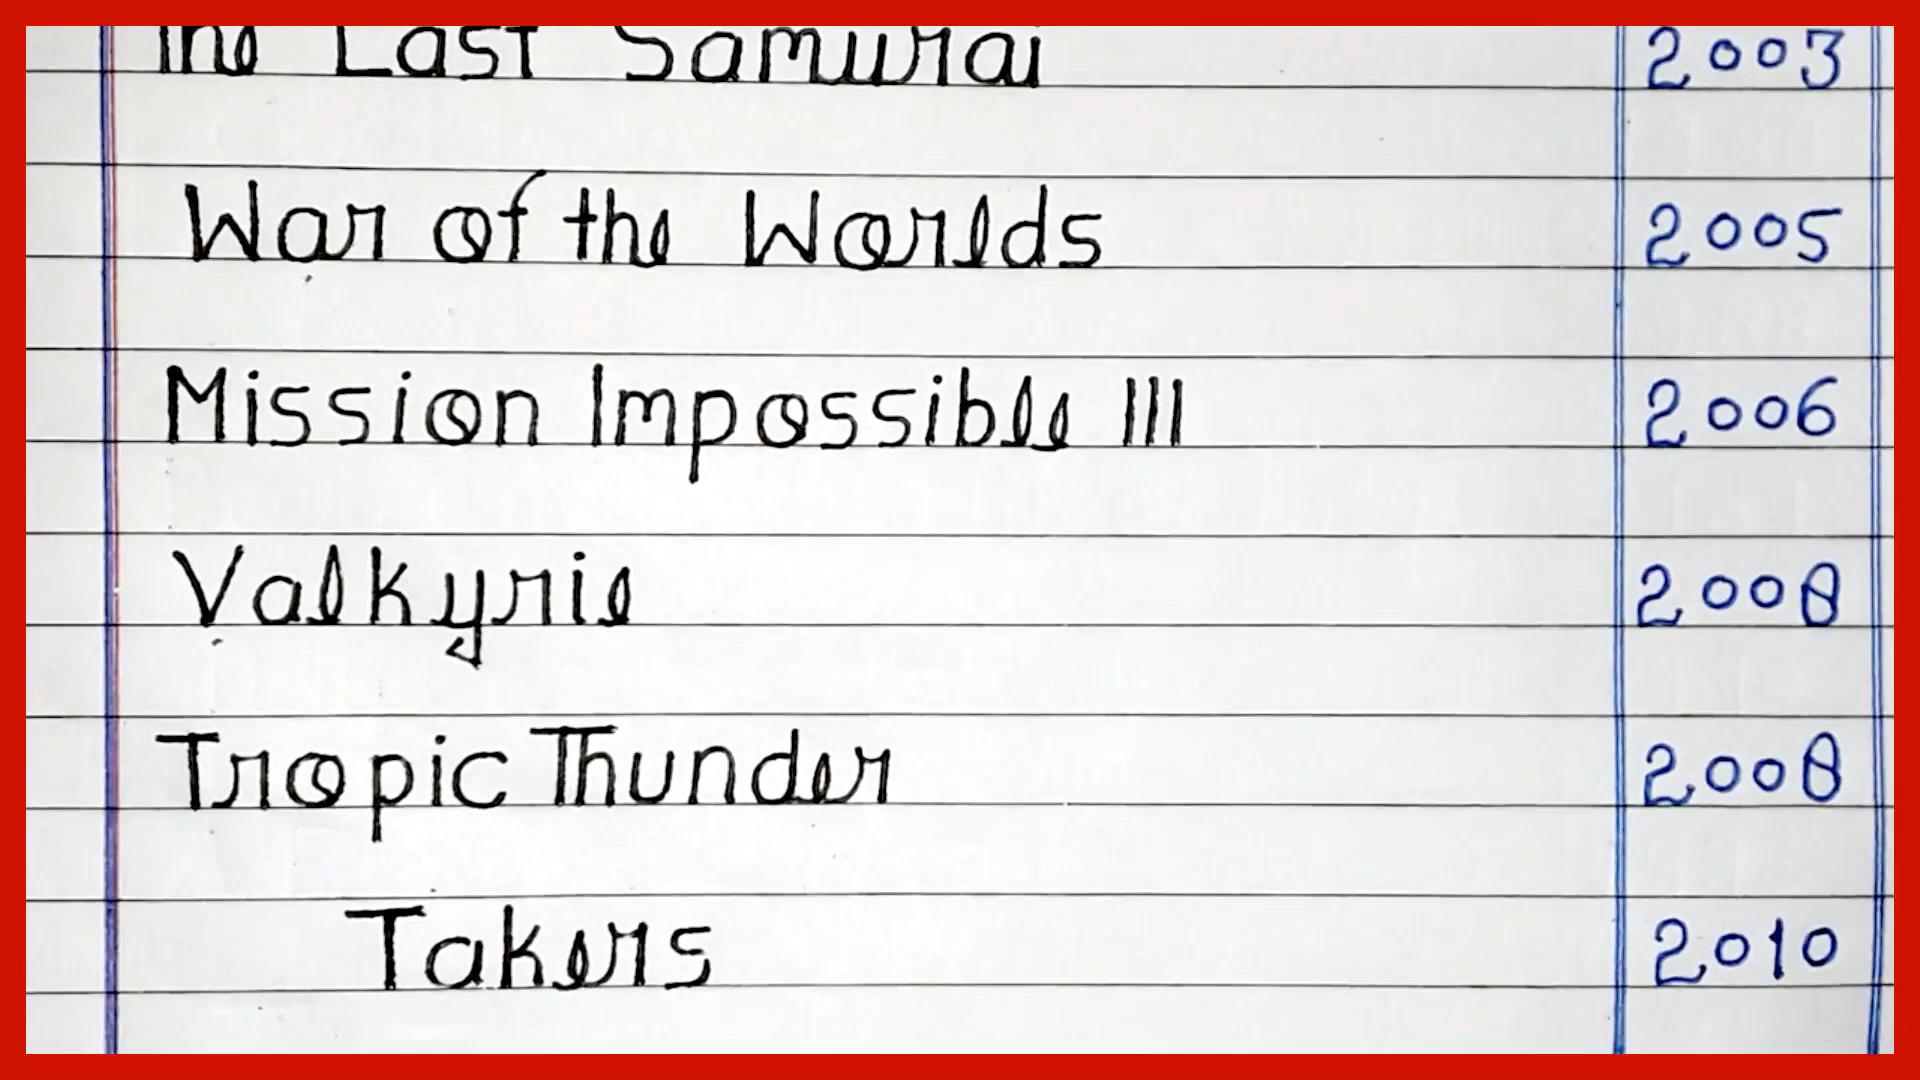 The Last Samurai 2003
War of the Worlds 2005
Mission Impossible III 2006
Valkyrie 2008
Tropic Thunder 2008
Takers 2010